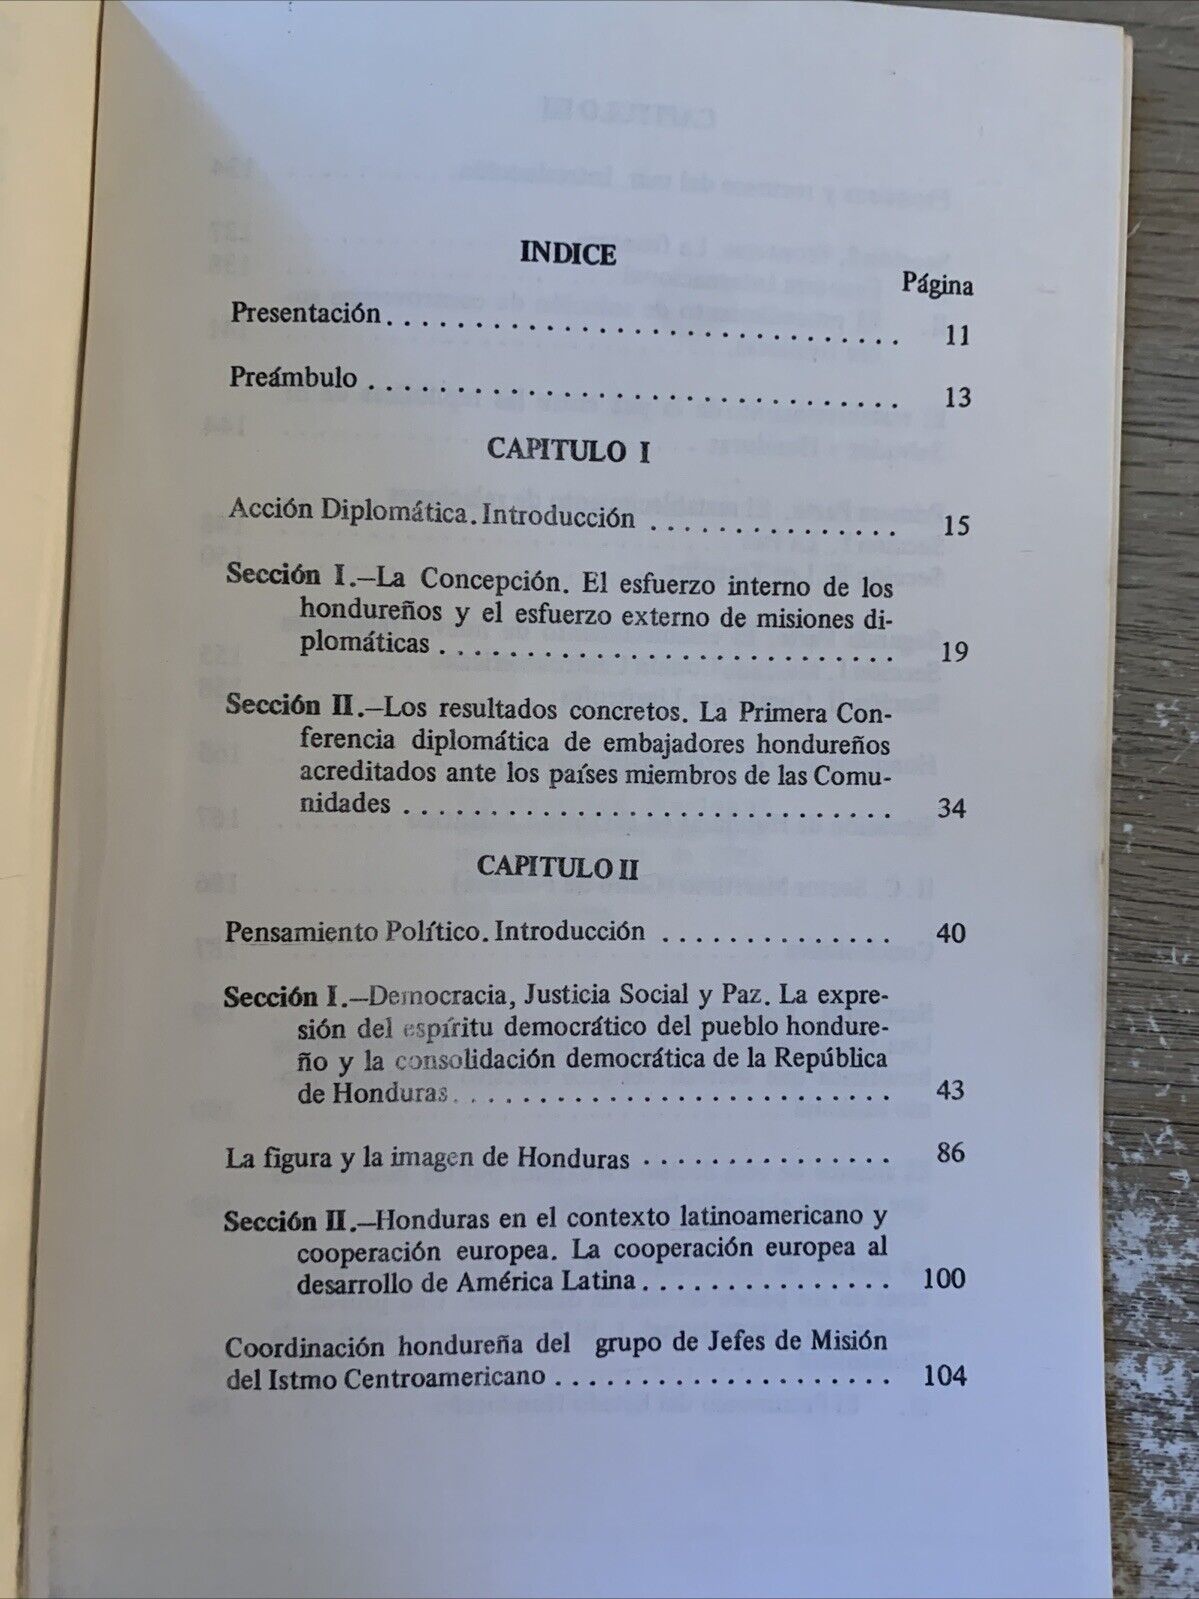 INDICE
Página
Presentación. . . . . . . . . . . . . . . . . . . . . . . . . . . . . . 11
Preámbulo . . . . . . . . . . . . . . . . . . . . . . . . . . . . . . . 13
CAPITULO I
Acción Diplomática. Introducción . . . . . . . . . . . . . . 15
Sección I.—La Concepción. El esfuerzo interno de los
hondureños y el esfuerzo externo de misiones di-
plomáticas . . . . . . . . . . . . . . . . . . . . . . . . . . . 19
Sección II.—Los resultados concretos. La Primera Con-
ferencia diplomática de embajadores hondureños
acreditados ante los países miembros de las Comu-
nidades . . . . . . . . . . . . . . . . . . . . . . . . . . . . . 34
CAPITULO II
Pensamiento Político. Introducción . . . . . . . . . . . . . . 40
Sección I.—Democracia, Justicia Social y Paz. La expre-
sión del espíritu democrático del pueblo hondure-
ño y la consolidación democrática de la República
de Honduras. . . . . . . . . . . . . . . . . . . . . . . . . . 43
La figura y la imagen de Honduras . . . . . . . . . . . . . . . 86
Sección II.—Honduras en el contexto latinoamericano y
cooperación europea. La cooperación europea al
desarrollo de América Latina . . . . . . . . . . . . . . . 100
Coordinación hondureña del grupo de Jefes de Misión
del Istmo Centroamericano . . . . . . . . . . . . . . . . . . . . 104